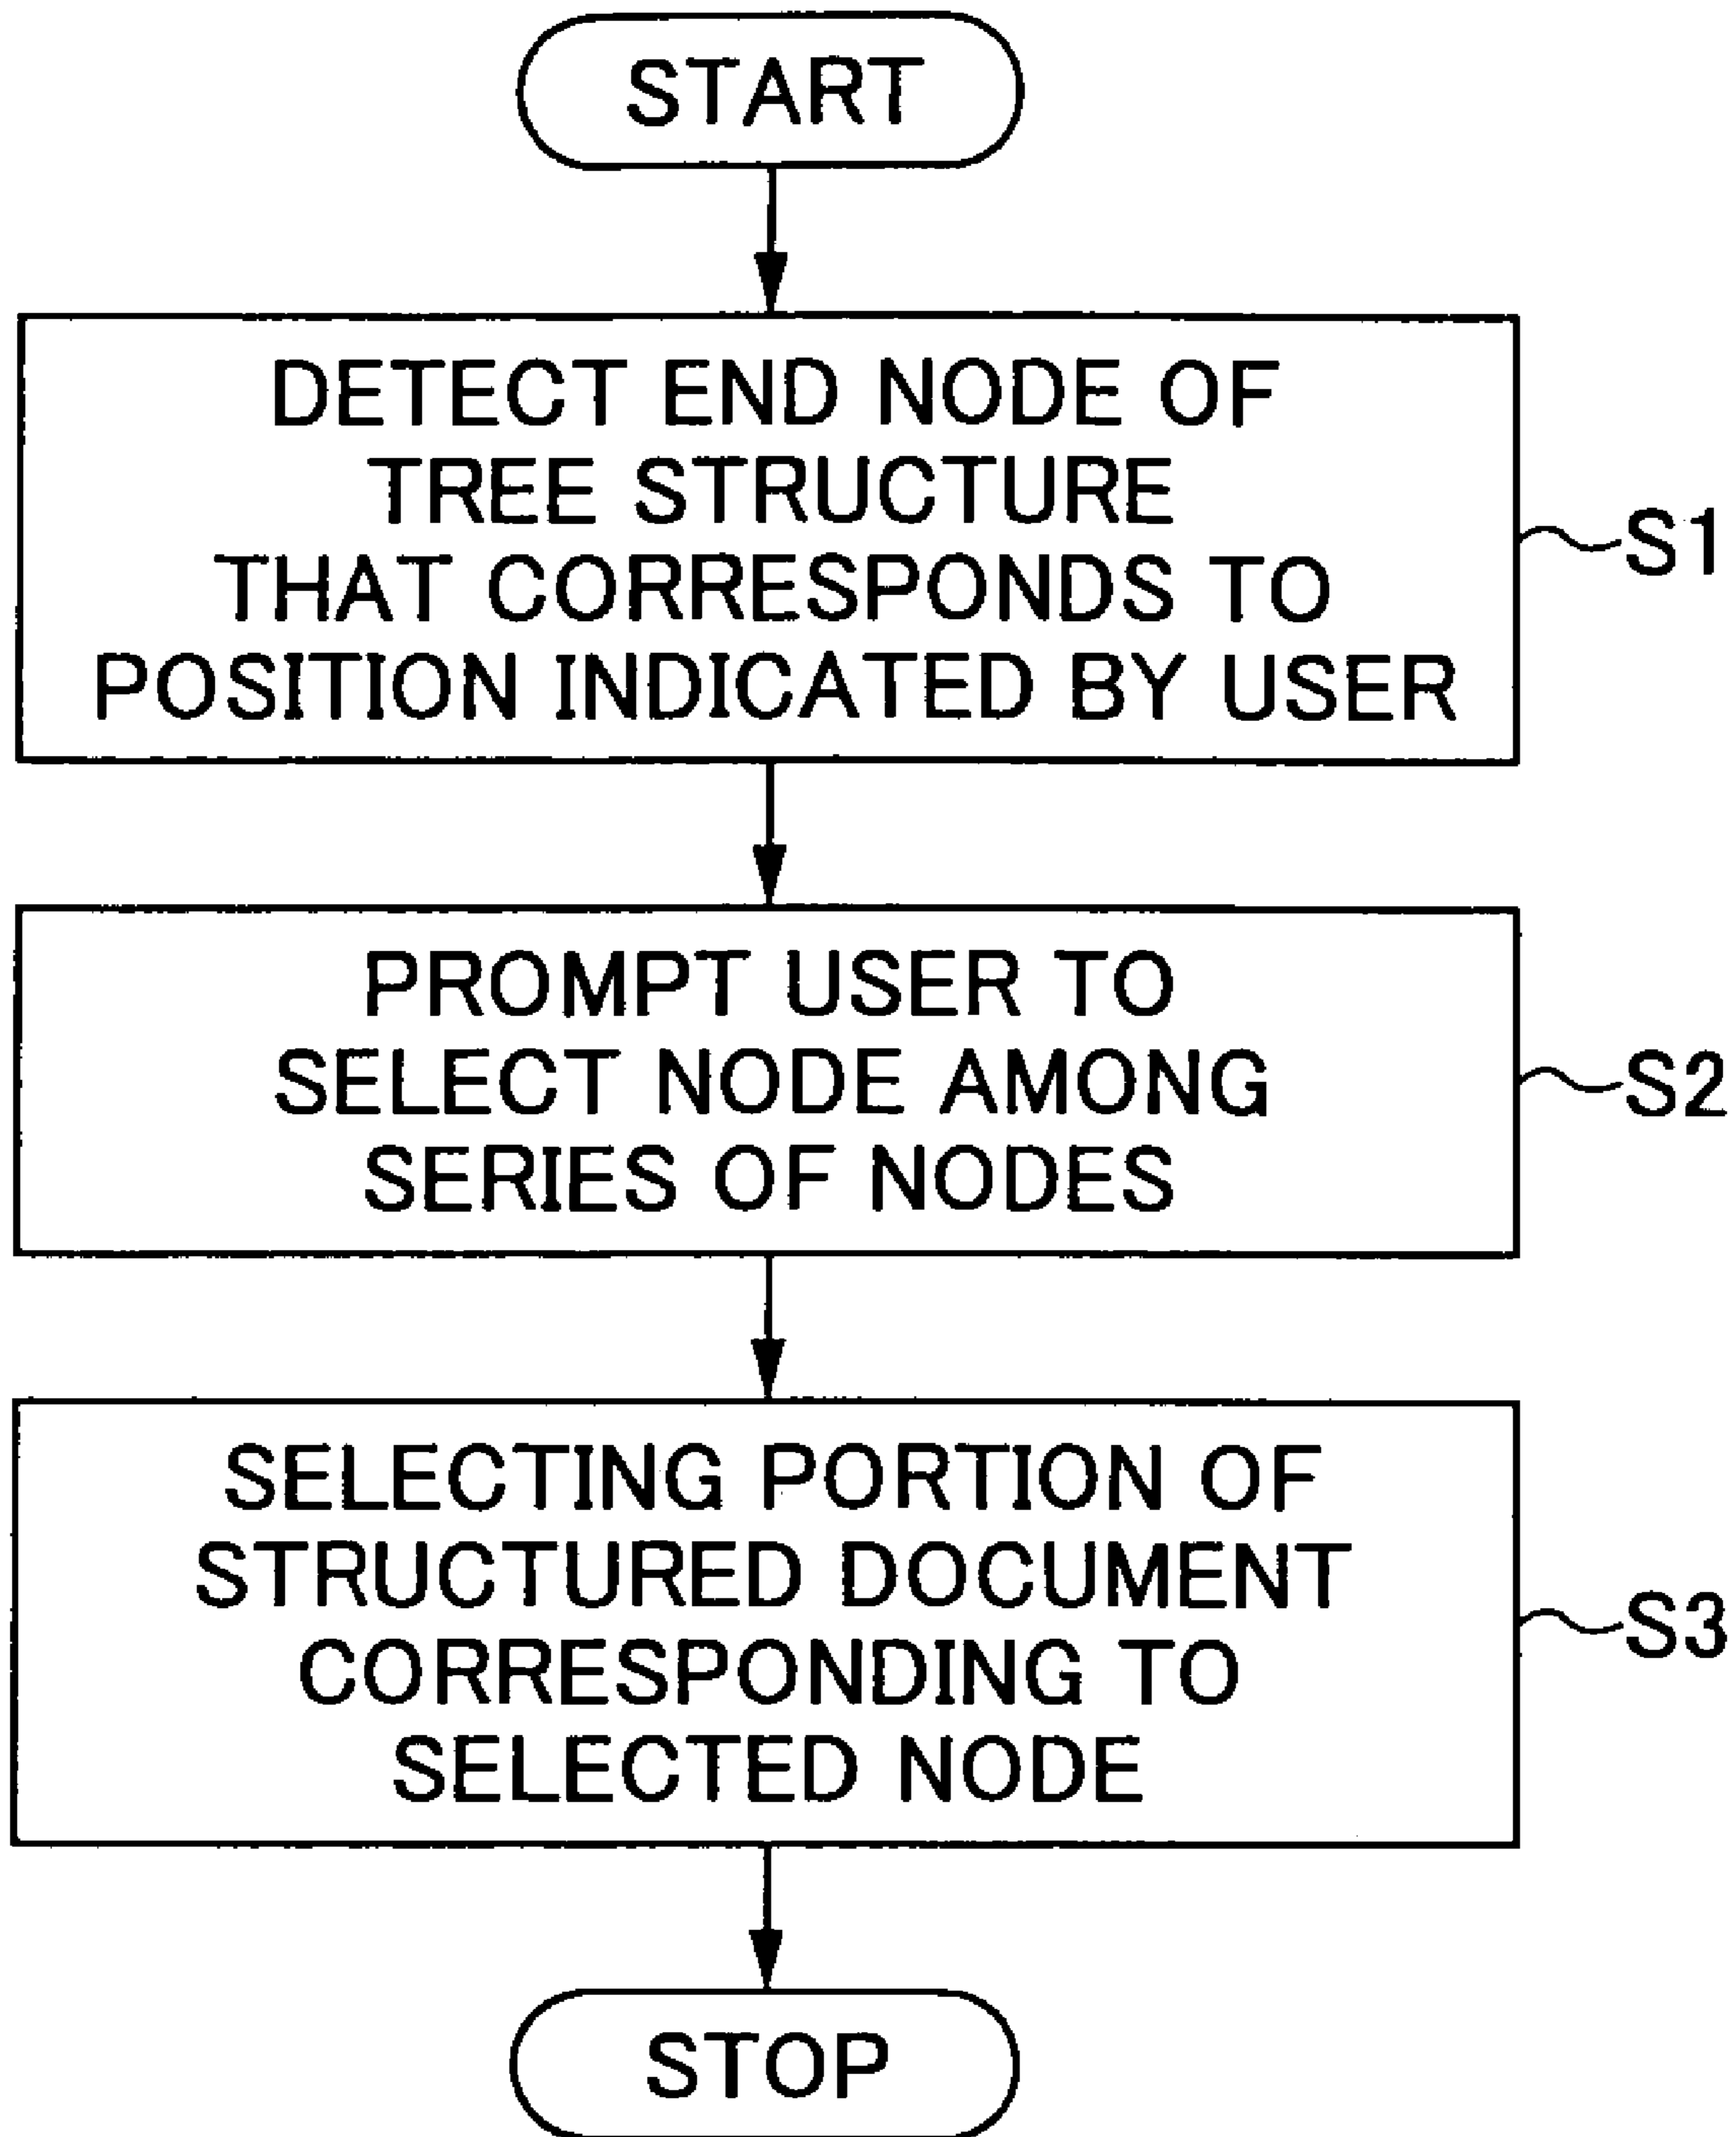 START
DETECT END NODE OF
TREE STRUCTURE
THAT CORRESPONDS TO
POSITION INDICATED BY USER
S1
PROMPT USER TO
SELECT NODE AMONG
SERIES OF NODES
S2
SELECTING PORTION OF
STRUCTURED DOCUMENT
CORRESPONDING TO
SELECTED NODE
S3
STOP